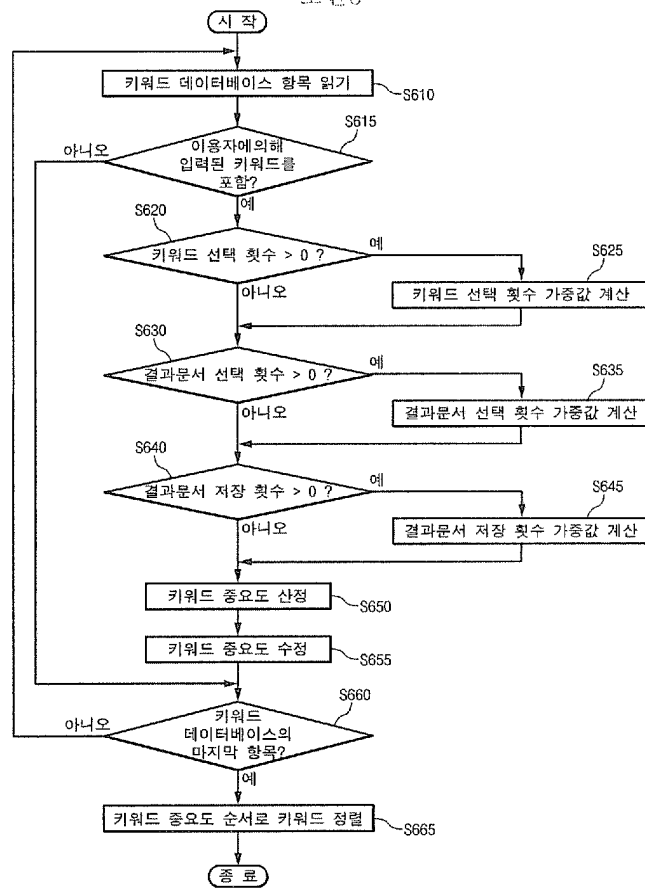 시 작
키워드 데이터베이스 항목 읽기
S610
S615
아니오
이용자에의해
입력된 키워드를
포함?
예
S620
키워드 선택 횟수 > 0 ?
예
S625
키워드 선택 횟수 가중값 계산
아니오
S630
결과문서 선택 횟수 > 0 ?
예
S635
결과문서 선택 횟수 가중값 계산
아니오
S640
결과문서 저장 횟수 > 0 ?
예
S645
결과문서 저장 횟수 가중값 계산
아니오
키워드 중요도 산정
S650
키워드 중요도 수정
S655
S660
아니오
키워드
데이터베이스의
마지막 항목?
예
키워드 중요도 순서로 키워드 정렬
S665
종 료